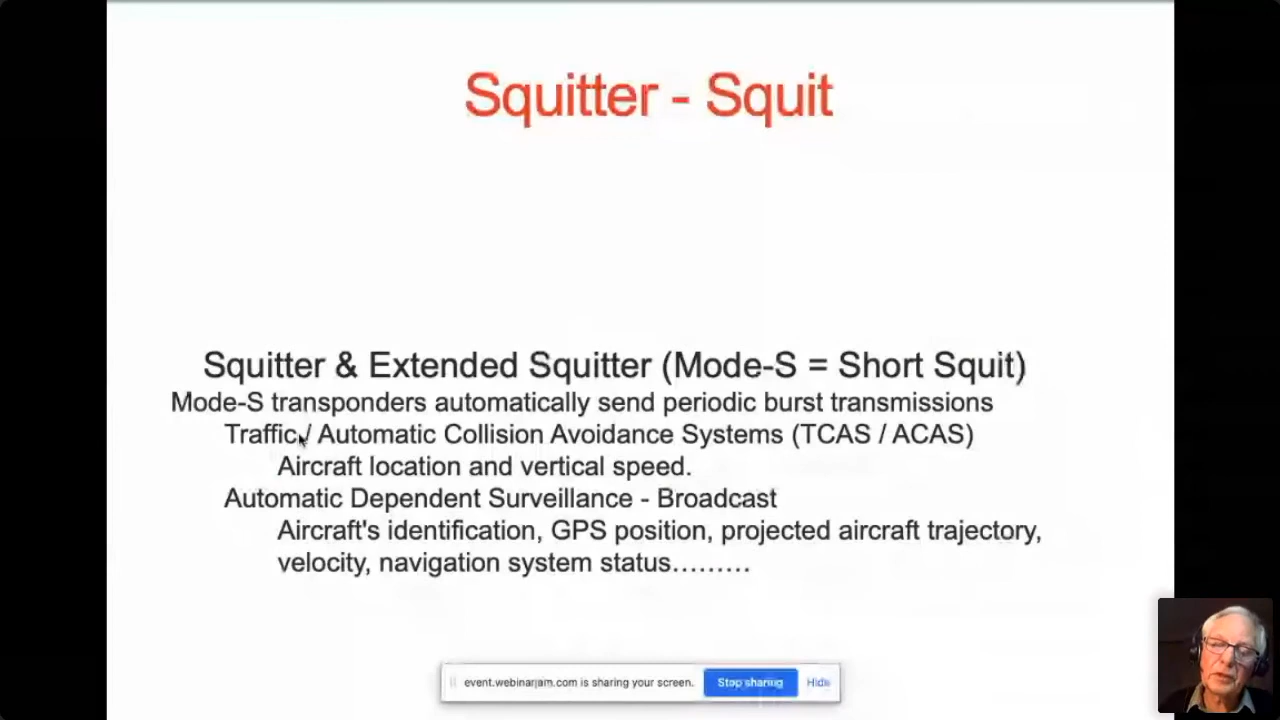 Squitter - Squit
Squitter & Extended Squitter (Mode-S = Short Squit)
Mode-S transponders automatically send periodic burst transmissions
Traffic / Automatic Collision Avoidance Systems (TCAS / ACAS)
Aircraft location and vertical speed.
Automatic Dependent Surveillance - Broadcast
Aircraft's identification, GPS position, projected aircraft trajectory,
velocity, navigation system status………
event.webinarjam.com is sharing your screen. Stop sharing Hide